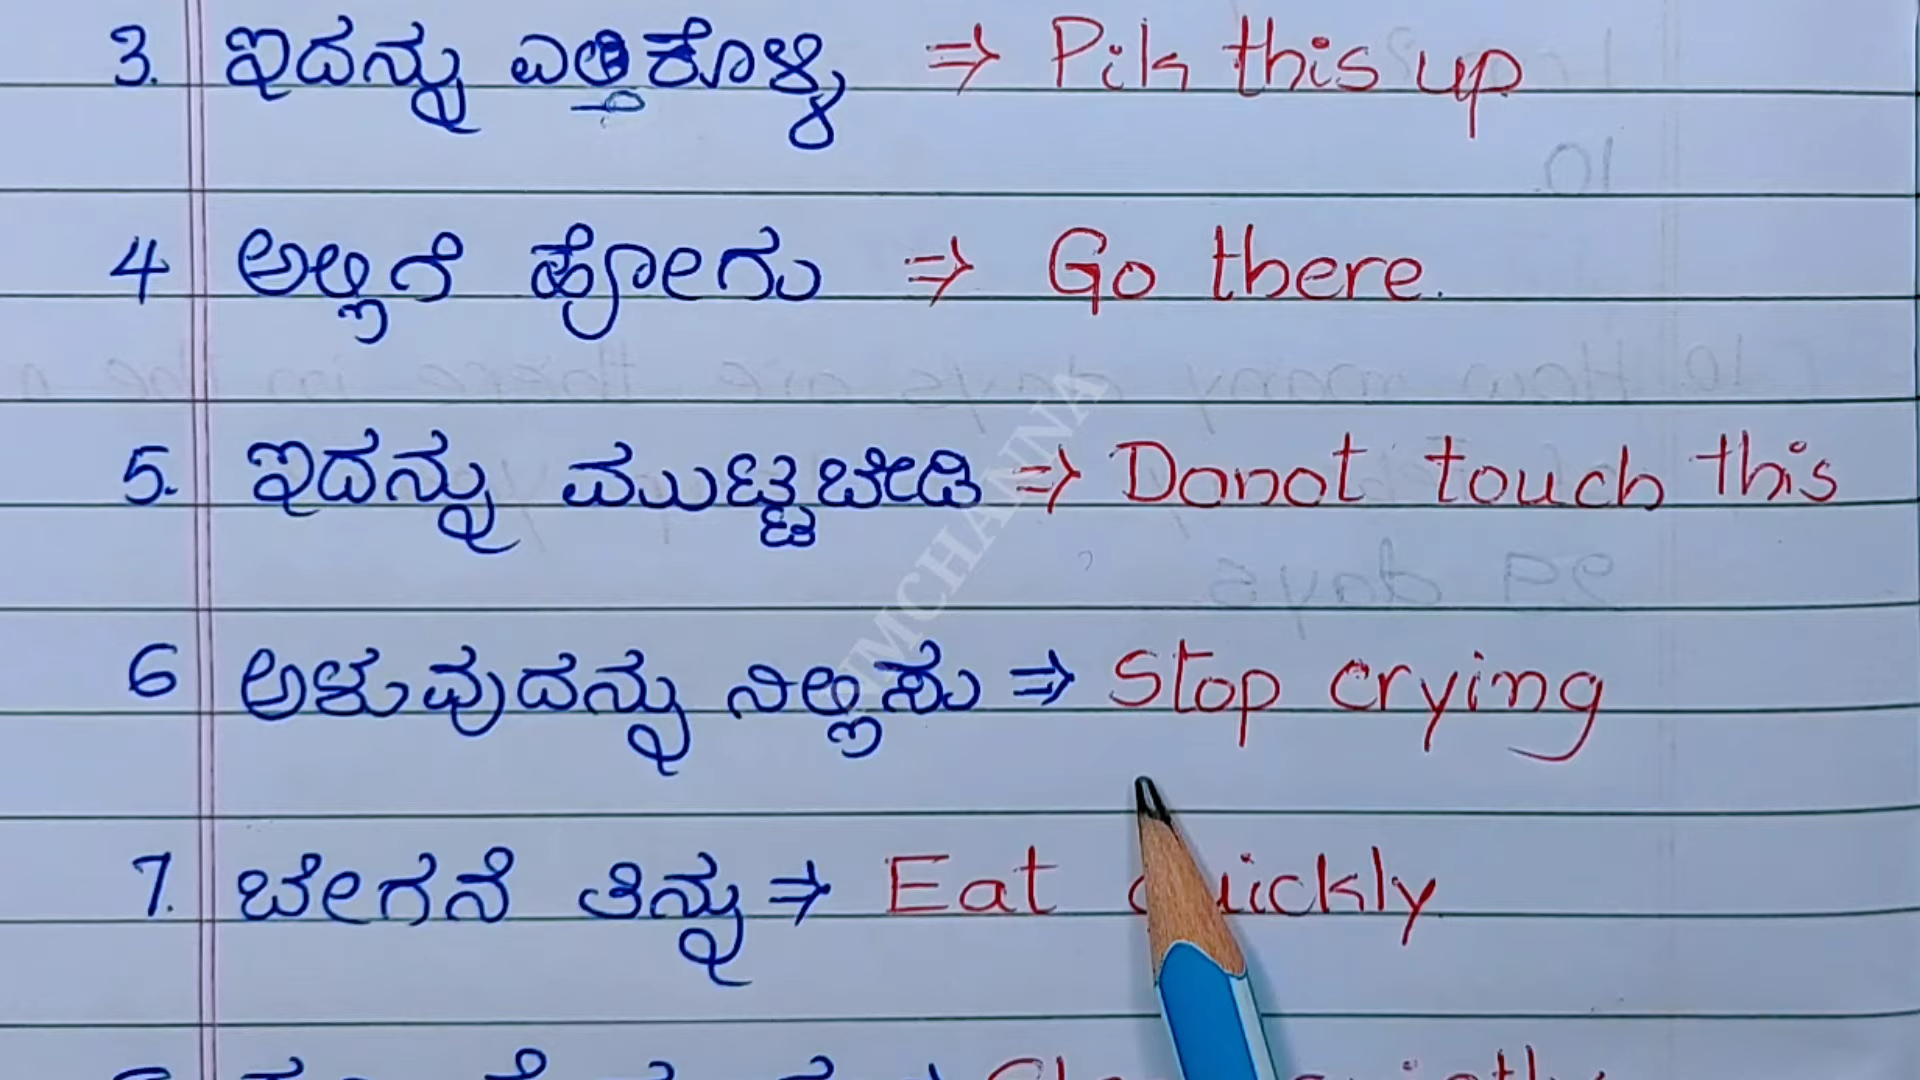 3. ಇದನ್ನು ಎತ್ತಿಕೊಳ್ಳಿ ⇒ Pik this up
4 ಅಲ್ಲಿಗೆ ಹೋಗು ⇒ Go there.
5. ಇದನ್ನು ಮುಟ್ಟಬೇಡಿ ⇒ Donot touch this
6 ಅಳುವುದನ್ನು ನಿಲ್ಲಿಸು ⇒ Stop crying
7. ಬೇಗನೆ ತಿನ್ನು ⇒ Eat quickly